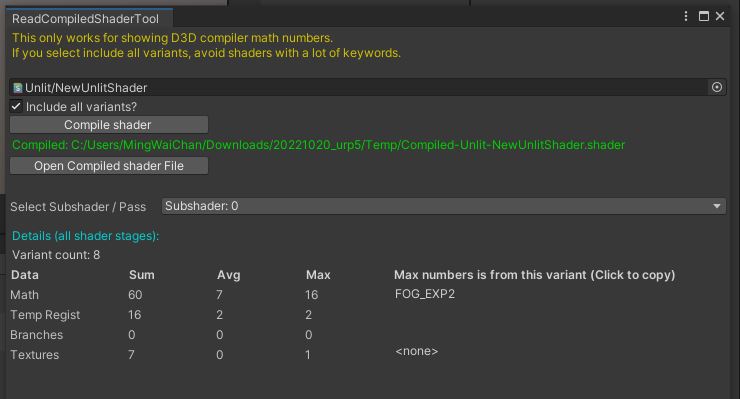 ReadCompiledShaderTool
This only works for showing D3D compiler math numbers.
If you select include all variants, avoid shaders with a lot of keywords.
Unlit/NewUnlitShader
Include all variants?
Compile shader
Compiled: C:/Users/MingWaiChan/Downloads/20221020_urp5/Temp/Compiled-Unlit-NewUnlitShader.shader
Open Compiled shader File
Select Subshader / Pass Subshader: 0
Details (all shader stages):
Variant count: 8
Data Sum Avg Max Max numbers is from this variant (Click to copy)
Math 60 7 16 FOG_EXP2
Temp Regist 16 2 2
Branches 0 0 0
Textures 7 0 1 <none>